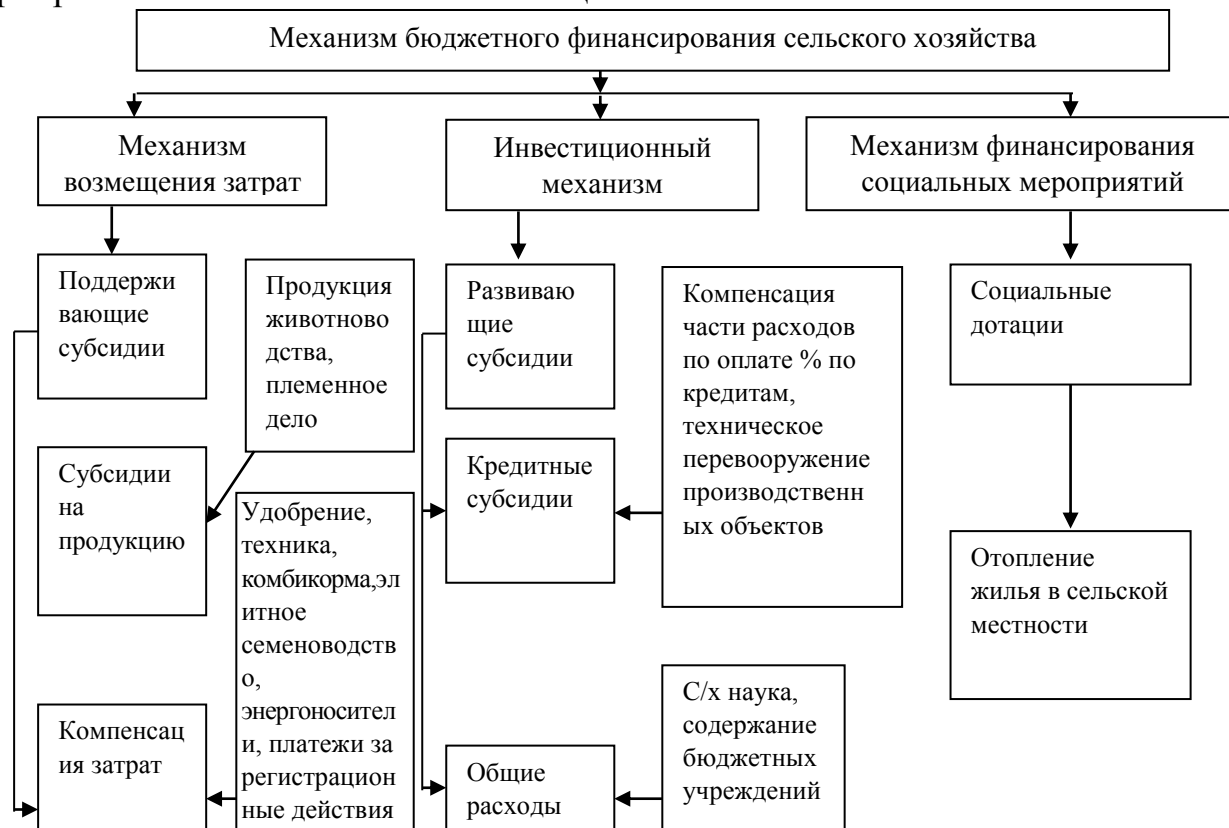 Механизм бюджетного финансирования сельского хозяйства
Механизм
возмещения затрат
Инвестиционный
механизм
Механизм финансирования
социальных мероприятий
Поддержи
вающие
субсидии
Продукция
животново
дства,
племенное
дело
Развиваю
щие
субсидии
Компенсация
части расходов
по оплате % по
кредитам,
техническое
перевооружение
производственн
ых объектов
Социальные
дотации
Субсидии
на
продукцию
Удобрение,
техника,
комбикорма,эл
итное
семеноводств
о,
энергоносител
и, платежи за
регистрацион
ные действия
Кредитные
субсидии
Отопление
жилья в сельской
местности
Компенсац
ия затрат
Общие
расходы
С/х наука,
содержание
бюджетных
учреждений